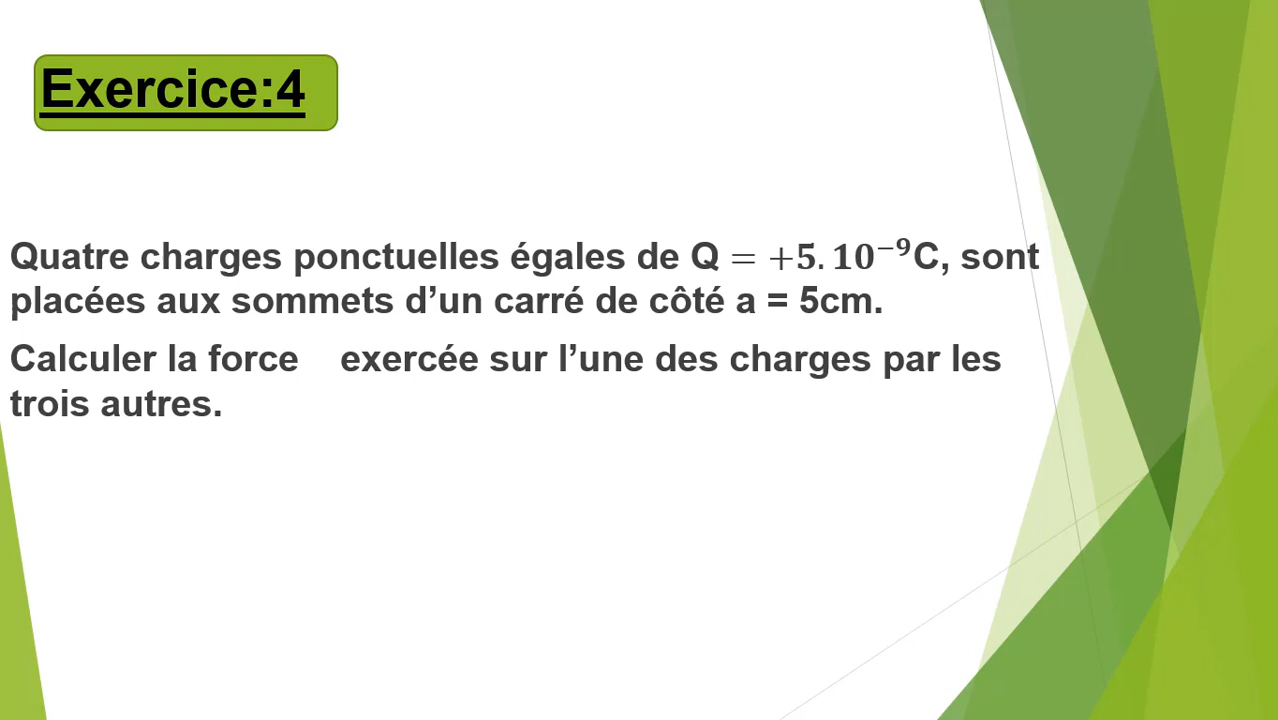 Exercice:4
Quatre charges ponctuelles égales de Q = +5. 10⁻⁹C, sont
placées aux sommets d’un carré de côté a = 5cm.
Calculer la force exercée sur l’une des charges par les
trois autres.